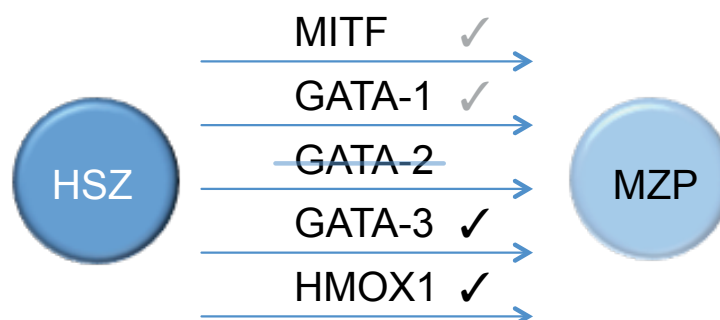 MITF ✓
GATA-1 ✓
HSZ
GATA-2
MZP
GATA-3 ✓
HMOX1 ✓